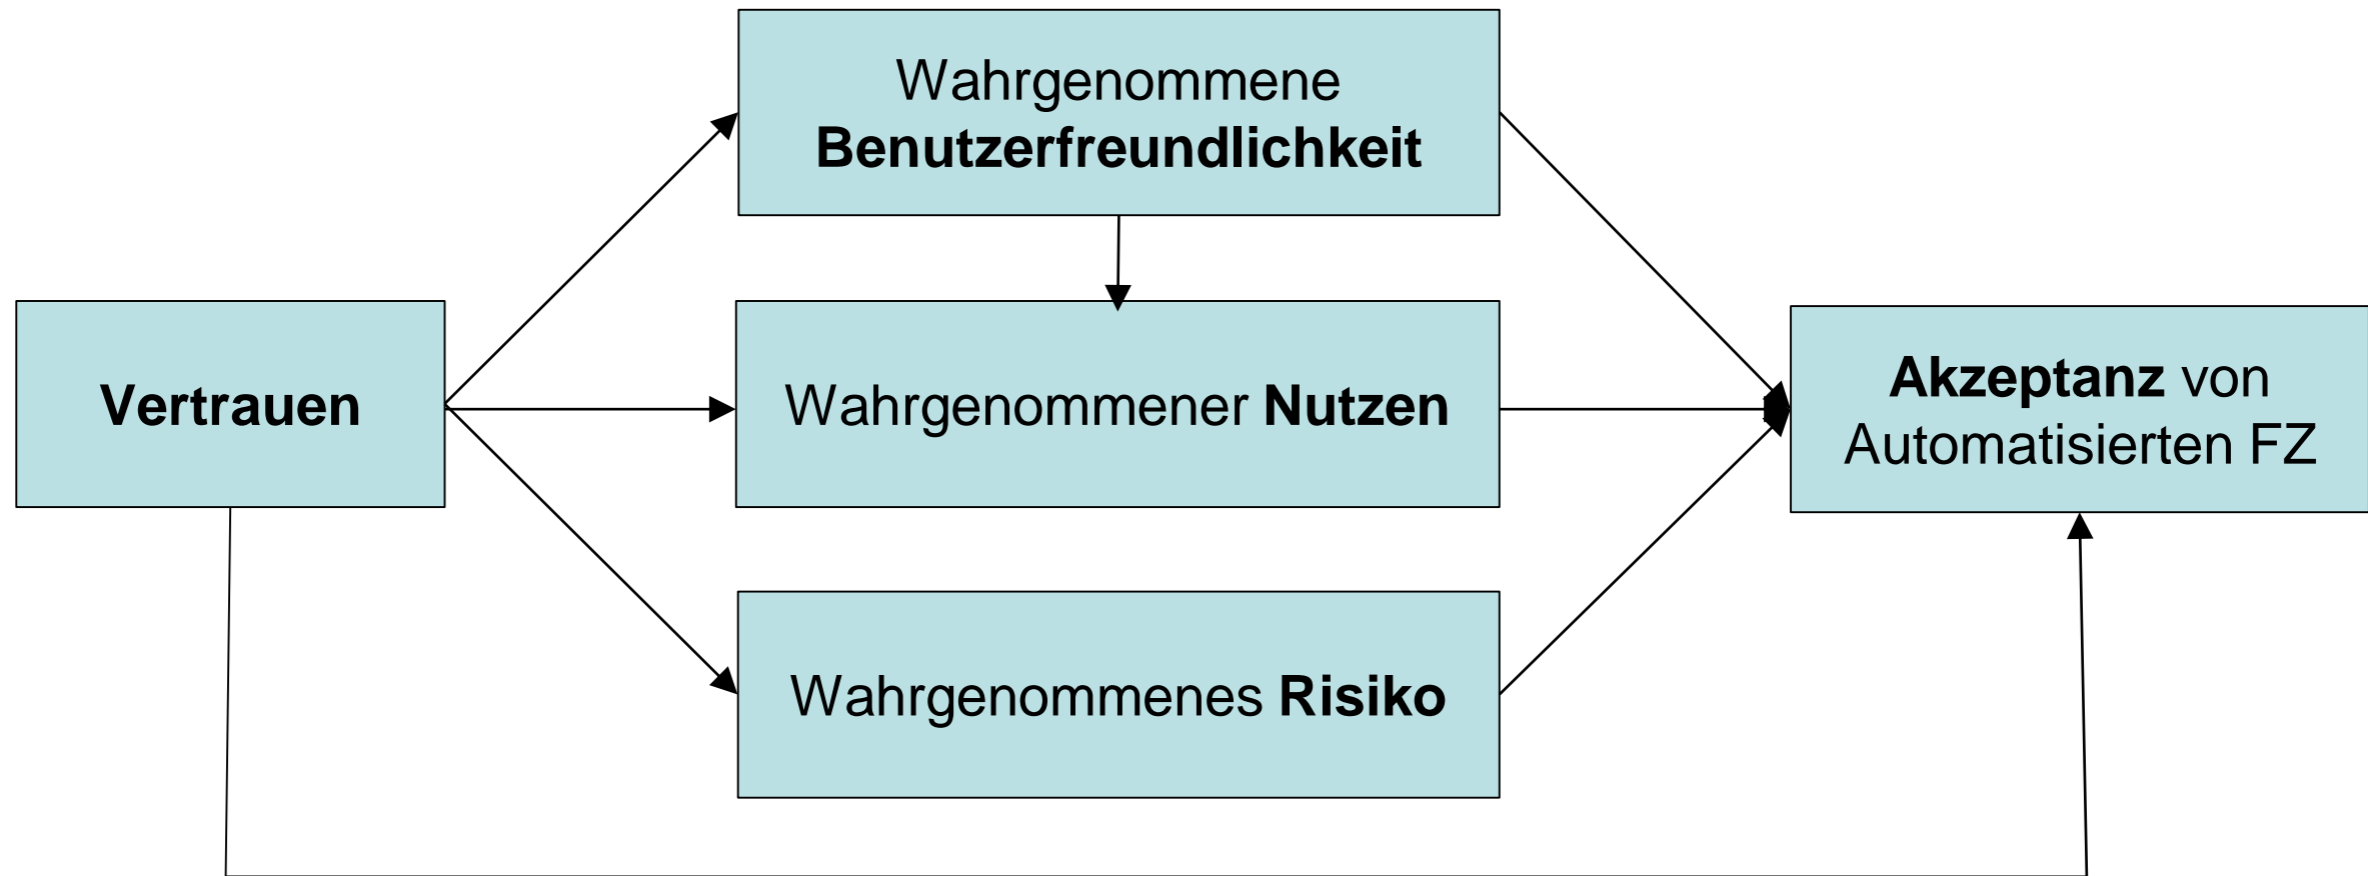 Wahrgenommene
Benutzerfreundlichkeit
Vertrauen
Wahrgenommener Nutzen
Akzeptanz von
Automatisierten FZ
Wahrgenommenes Risiko